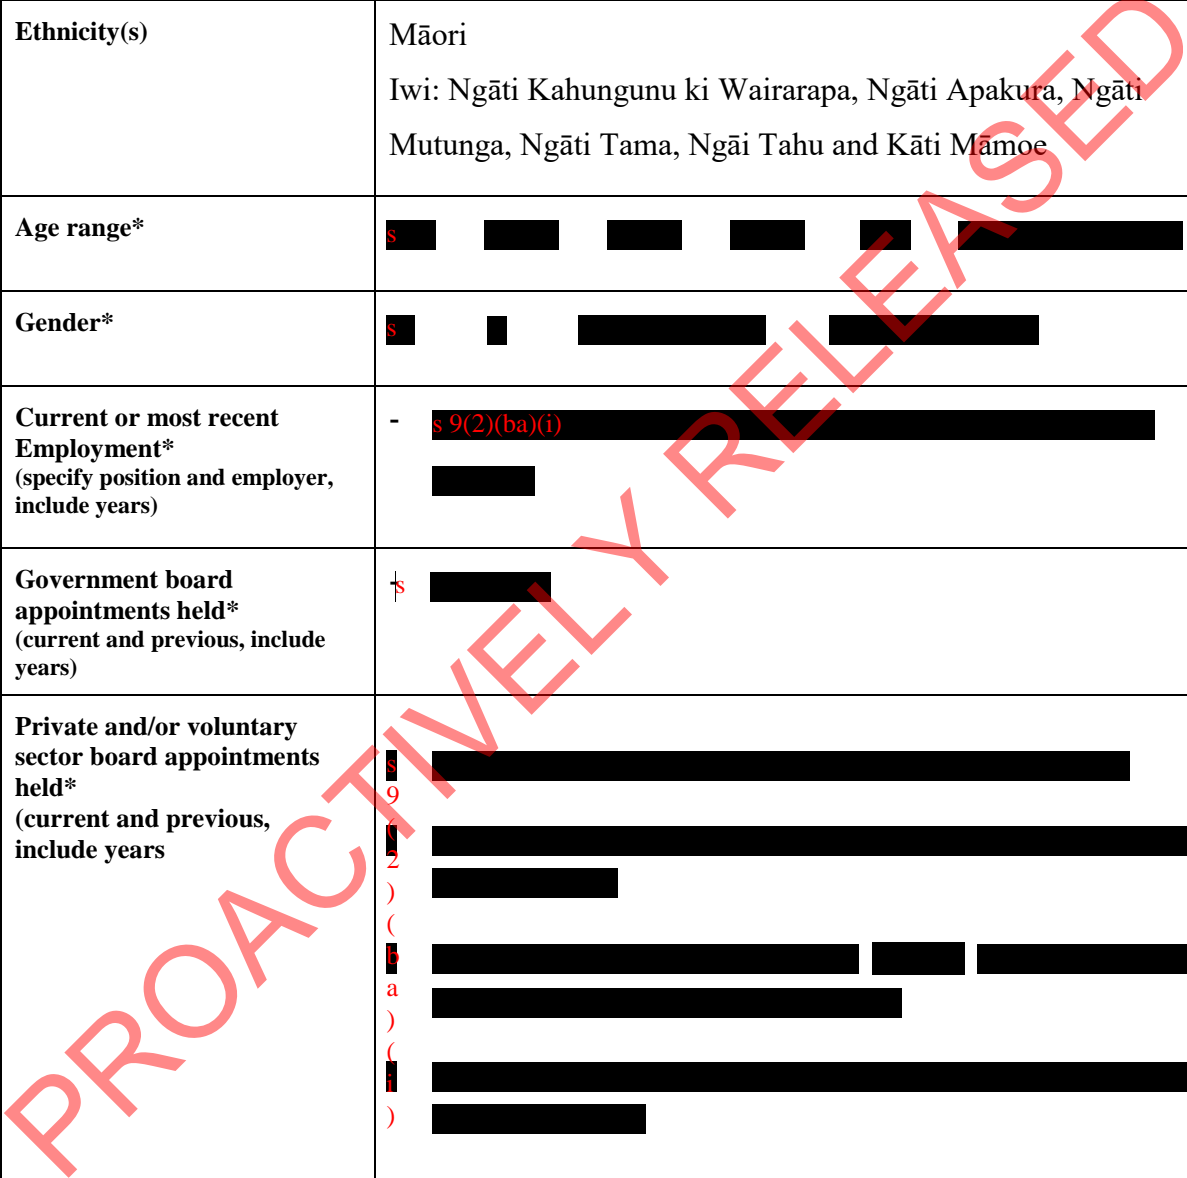 Ethnicity(s)
Māori
Iwi: Ngāti Kahungunu ki Wairarapa, Ngāti Apakura, Ngāti
Mutunga, Ngāti Tama, Ngāi Tahu and Kāti Māmoe
Age range*
s
Gender*
s
Current or most recent
Employment*
(specify position and employer,
include years)
- s 9(2)(ba)(i)
Government board
appointments held*
(current and previous, include
years)
-s
Private and/or voluntary
sector board appointments
held*
(current and previous,
include years
s
9
(
2
)
(
b
a
)
(
i
)
PROACTIVELY RELEASED